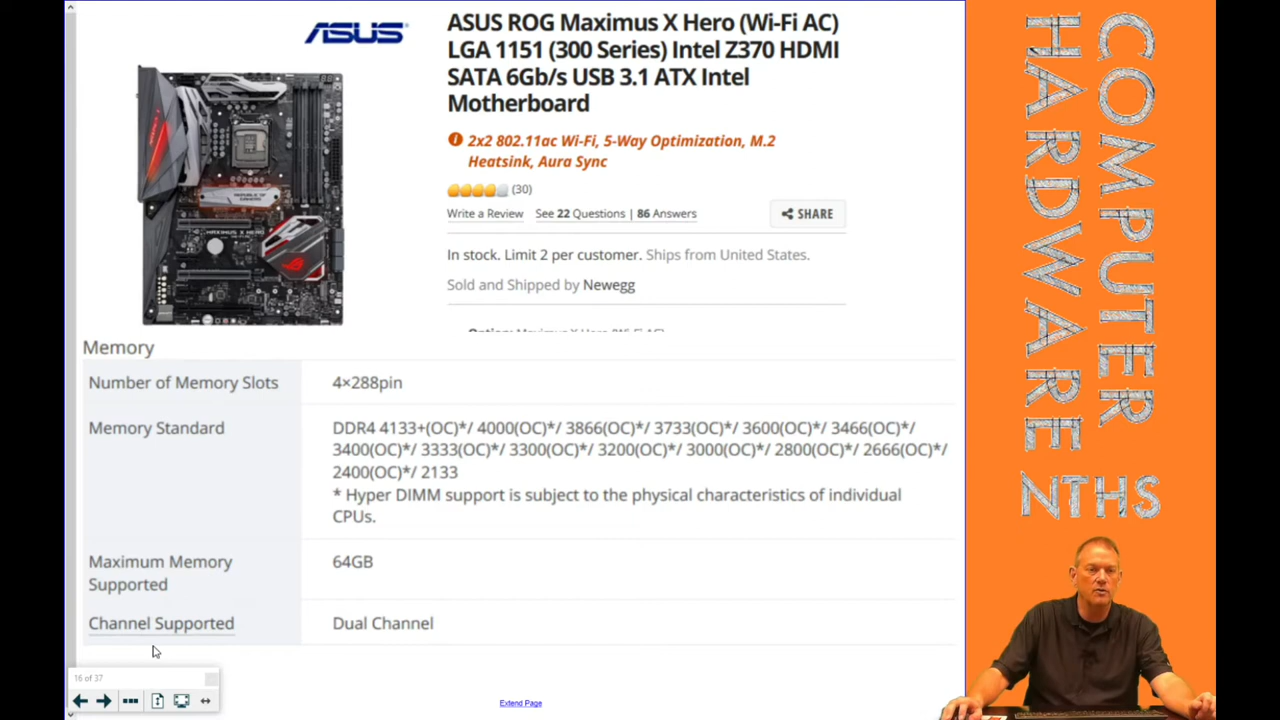 ASUS
ASUS ROG Maximus X Hero (Wi-Fi AC)
LGA 1151 (300 Series) Intel Z370 HDMI
SATA 6Gb/s USB 3.1 ATX Intel
Motherboard
2x2 802.11ac Wi-Fi, 5-Way Optimization, M.2
Heatsink, Aura Sync
(30)
Write a Review See 22 Questions | 86 Answers
SHARE
In stock. Limit 2 per customer. Ships from United States.
Sold and Shipped by Newegg
Memory
Number of Memory Slots 4×288pin
Memory Standard DDR4 4133+(OC)*/ 4000(OC)*/ 3866(OC)*/ 3733(OC)*/ 3600(OC)*/ 3466(OC)*/
3400(OC)*/ 3333(OC)*/ 3300(OC)*/ 3200(OC)*/ 3000(OC)*/ 2800(OC)*/ 2666(OC)*/
2400(OC)*/ 2133
* Hyper DIMM support is subject to the physical characteristics of individual
CPUs.
Maximum Memory
Supported 64GB
Channel Supported Dual Channel
16 of 37
Extend Page
COMPUTER
HARDWARE
NTHS